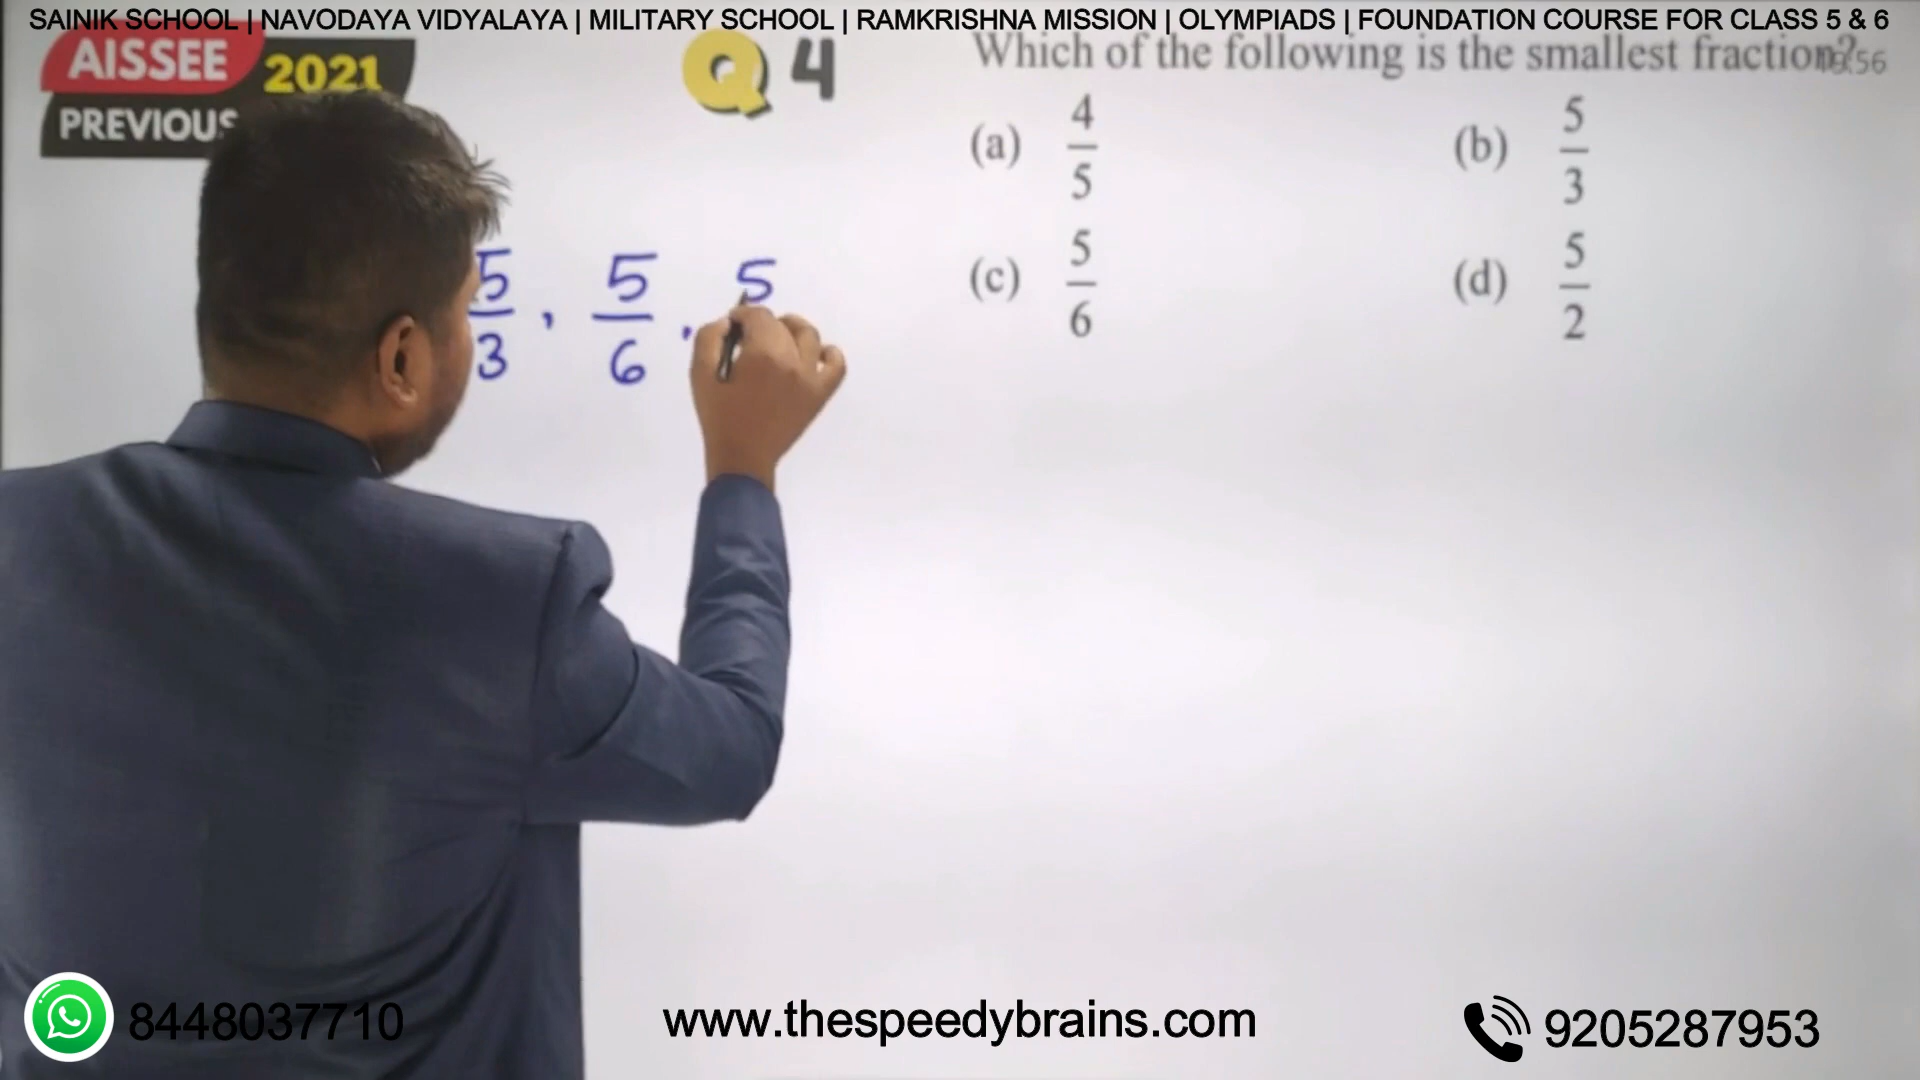 SAINIK SCHOOL | NAVODAYA VIDYALAYA | MILITARY SCHOOL | RAMKRISHNA MISSION | OLYMPIADS | FOUNDATION COURSE FOR CLASS 5 & 6
AISSEE 2021
PREVIOUS
Q 4
Which of the following is the smallest fraction?
(a) 4/5 (b) 5/3
(c) 5/6 (d) 5/2
5/3 , 5/6 , 5
8448037710
www.thespeedybrains.com
9205287953